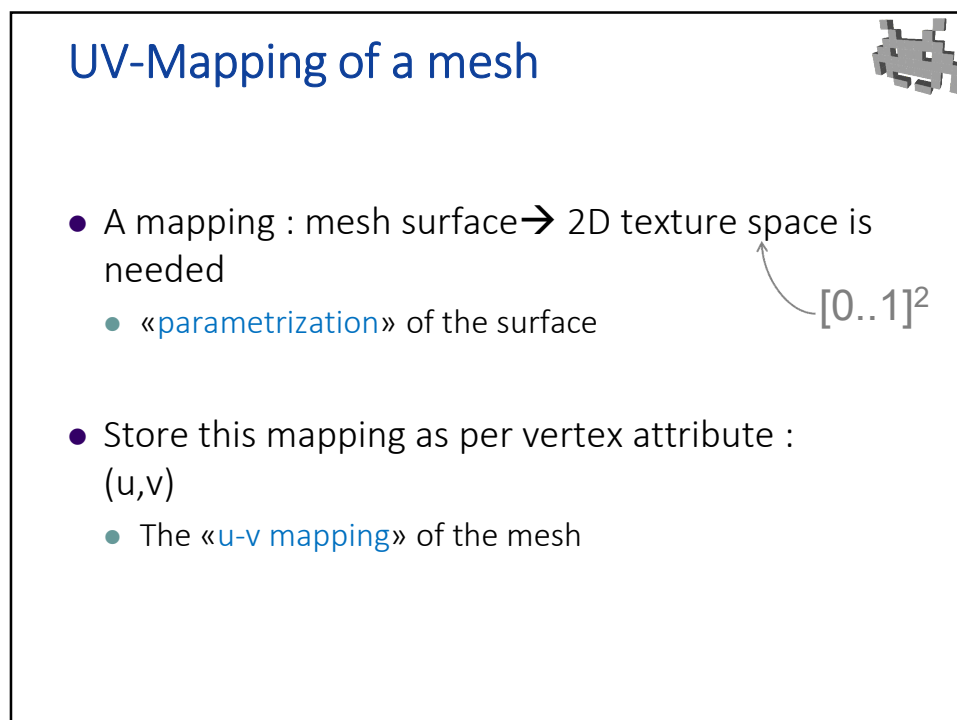 UV-Mapping of a mesh
● A mapping : mesh surface→ 2D texture space is
needed
● «parametrization» of the surface
[0..1]²
● Store this mapping as per vertex attribute :
(u,v)
● The «u-v mapping» of the mesh